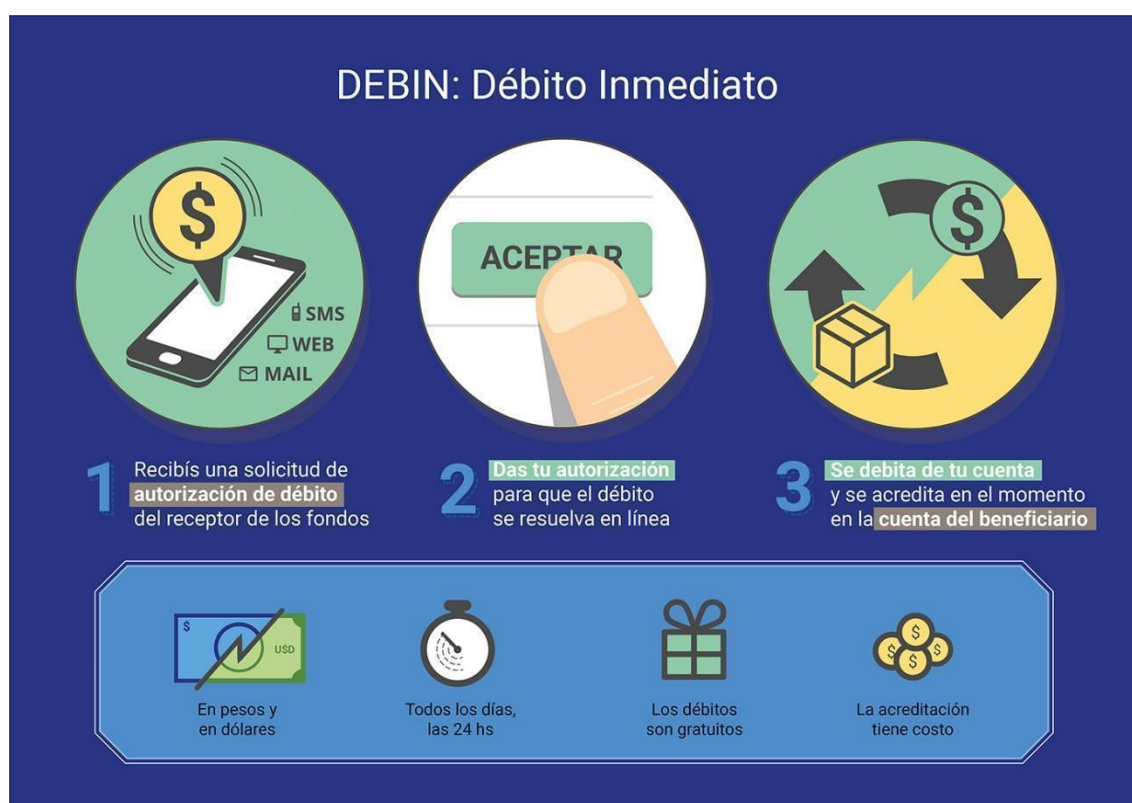 DEBIN: Débito Inmediato
$
SMS
WEB
MAIL
ACEPTAR
$
1
Recibís una solicitud de
autorización de débito
del receptor de los fondos
2
Das tu autorización
para que el débito
se resuelva en línea
3
Se debita de tu cuenta
y se acredita en el momento
en la cuenta del beneficiario
$
U$D
En pesos y
en dólares
Todos los días,
las 24 hs
Los débitos
son gratuitos
$
$ $
$
La acreditación
tiene costo